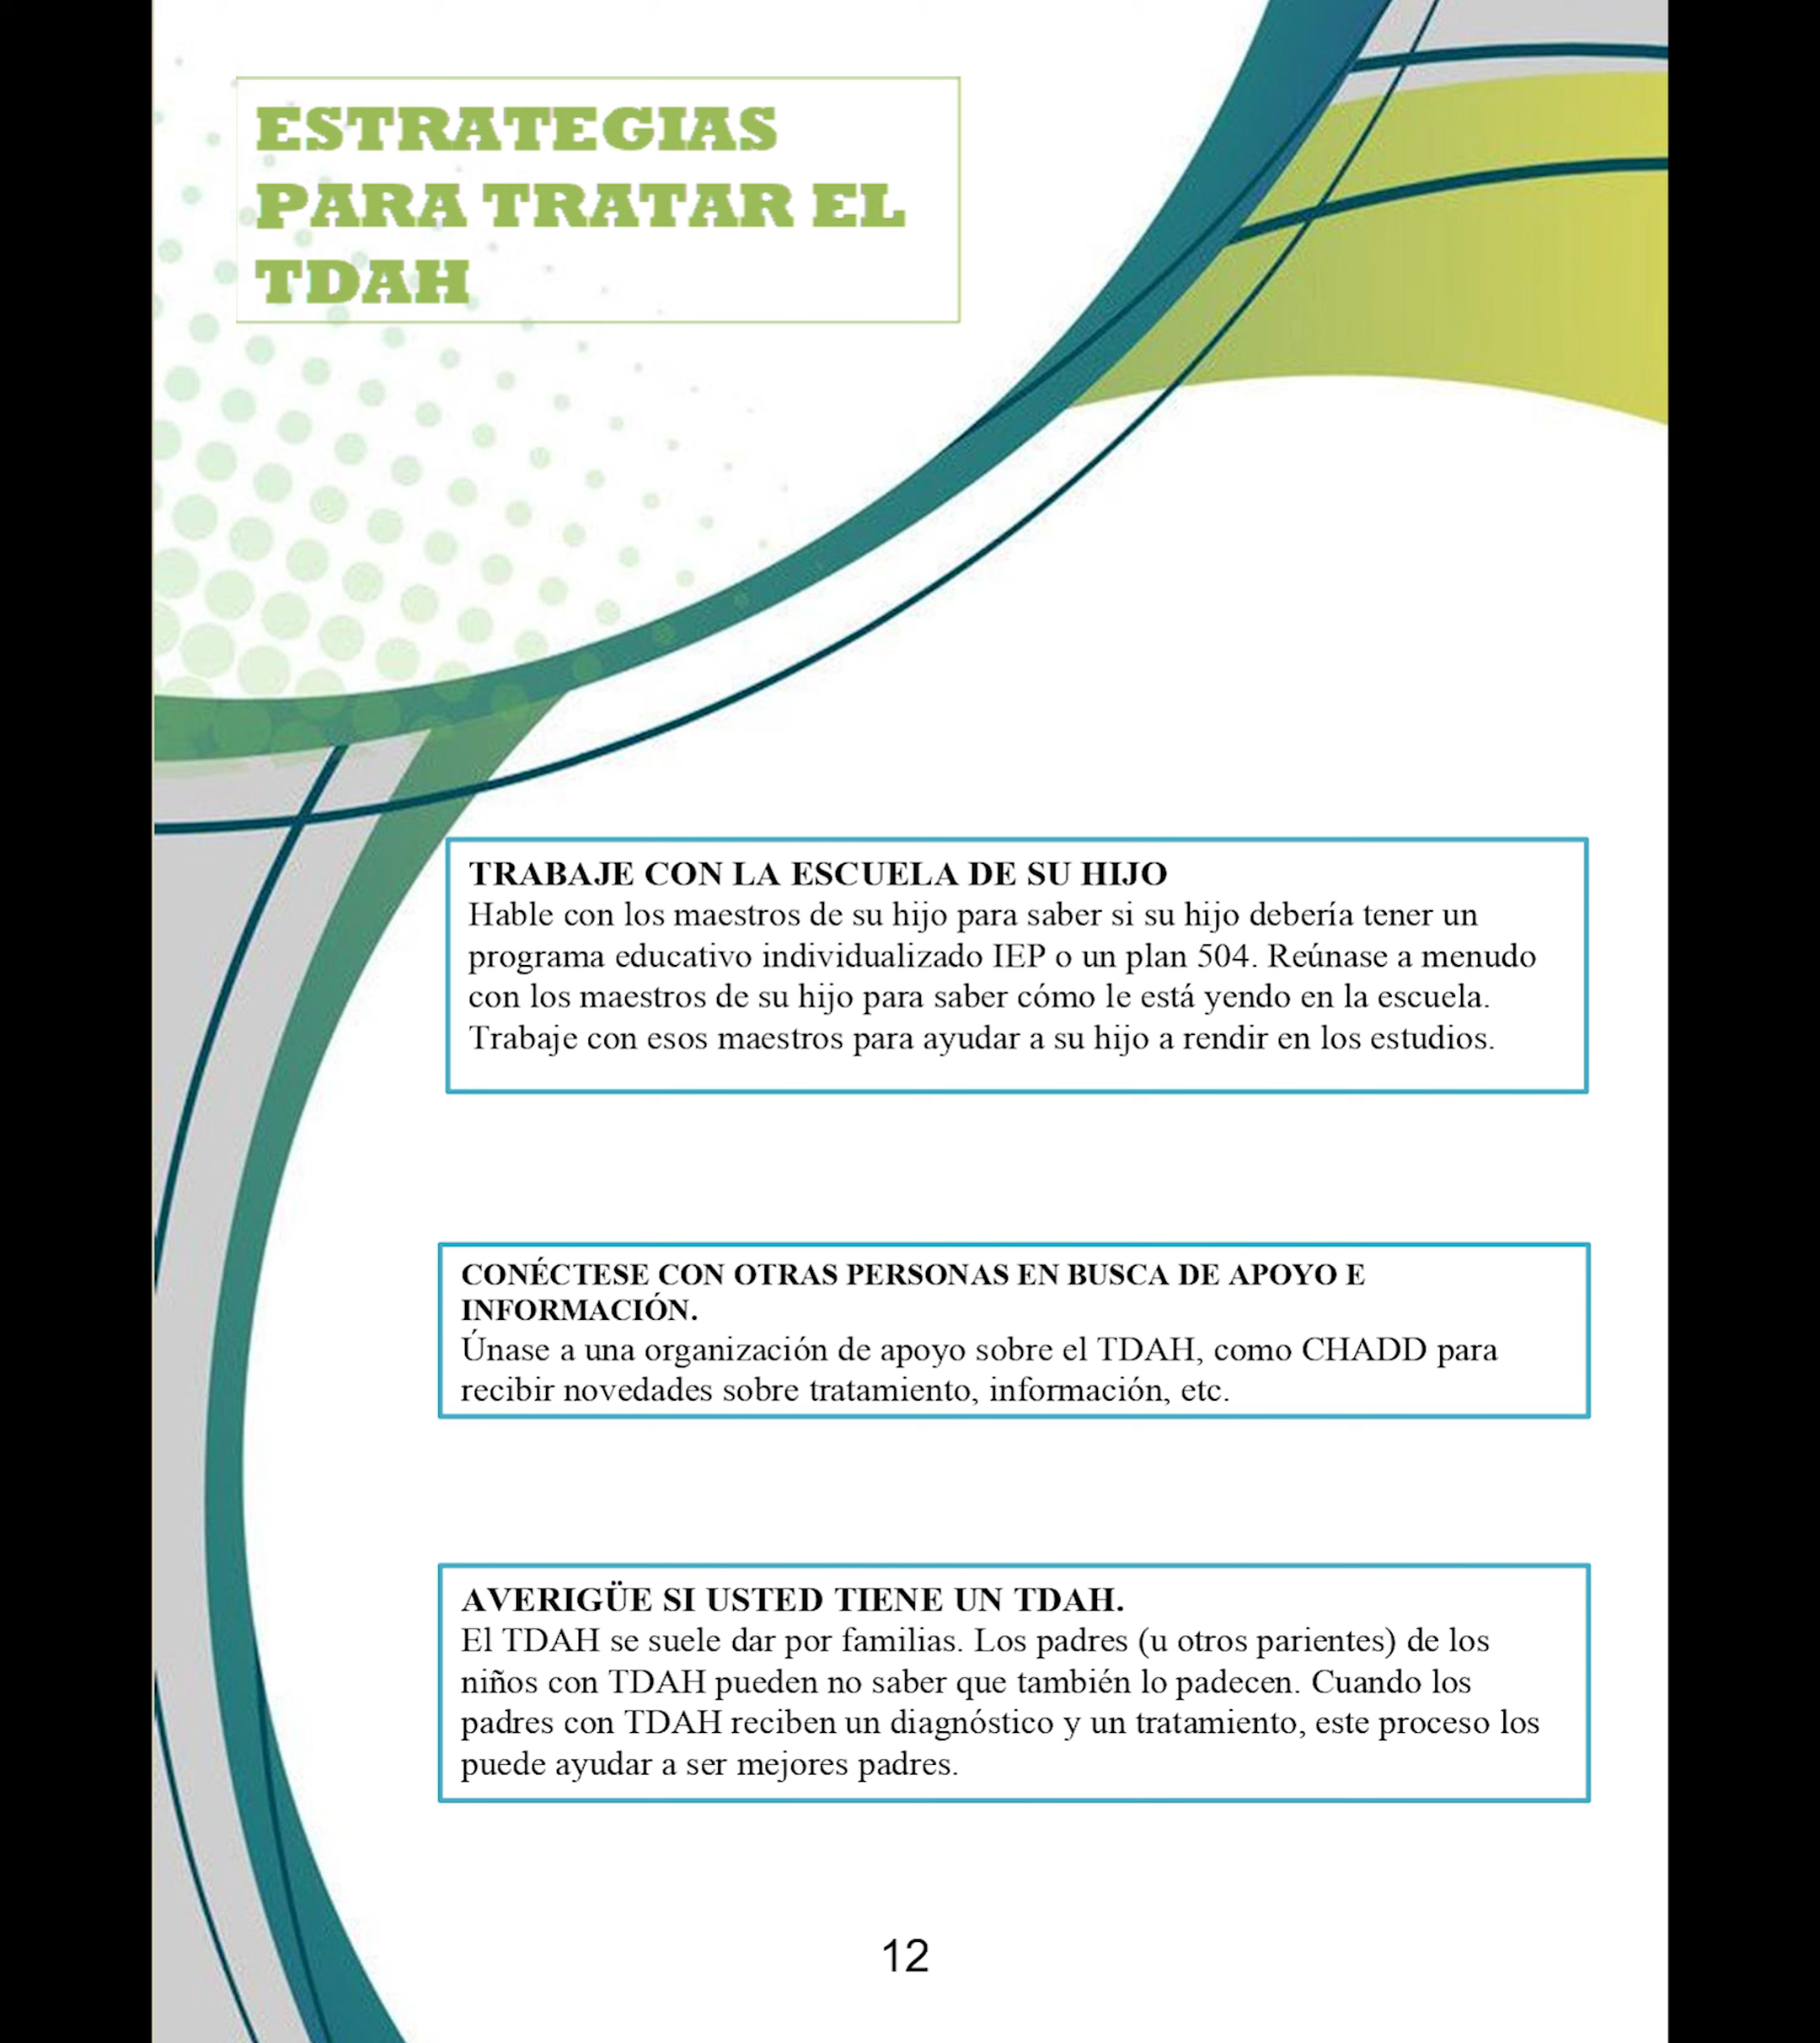 ESTRATEGIAS
PARA TRATAR EL
TDAH
TRABAJE CON LA ESCUELA DE SU HIJO
Hable con los maestros de su hijo para saber si su hijo debería tener un
programa educativo individualizado IEP o un plan 504. Reúnase a menudo
con los maestros de su hijo para saber cómo le está yendo en la escuela.
Trabaje con esos maestros para ayudar a su hijo a rendir en los estudios.
CONÉCTESE CON OTRAS PERSONAS EN BUSCA DE APOYO E
INFORMACIÓN.
Únase a una organización de apoyo sobre el TDAH, como CHADD para
recibir novedades sobre tratamiento, información, etc.
AVERIGÜE SI USTED TIENE UN TDAH.
El TDAH se suele dar por familias. Los padres (u otros parientes) de los
niños con TDAH pueden no saber que también lo padecen. Cuando los
padres con TDAH reciben un diagnóstico y un tratamiento, este proceso los
puede ayudar a ser mejores padres.
12